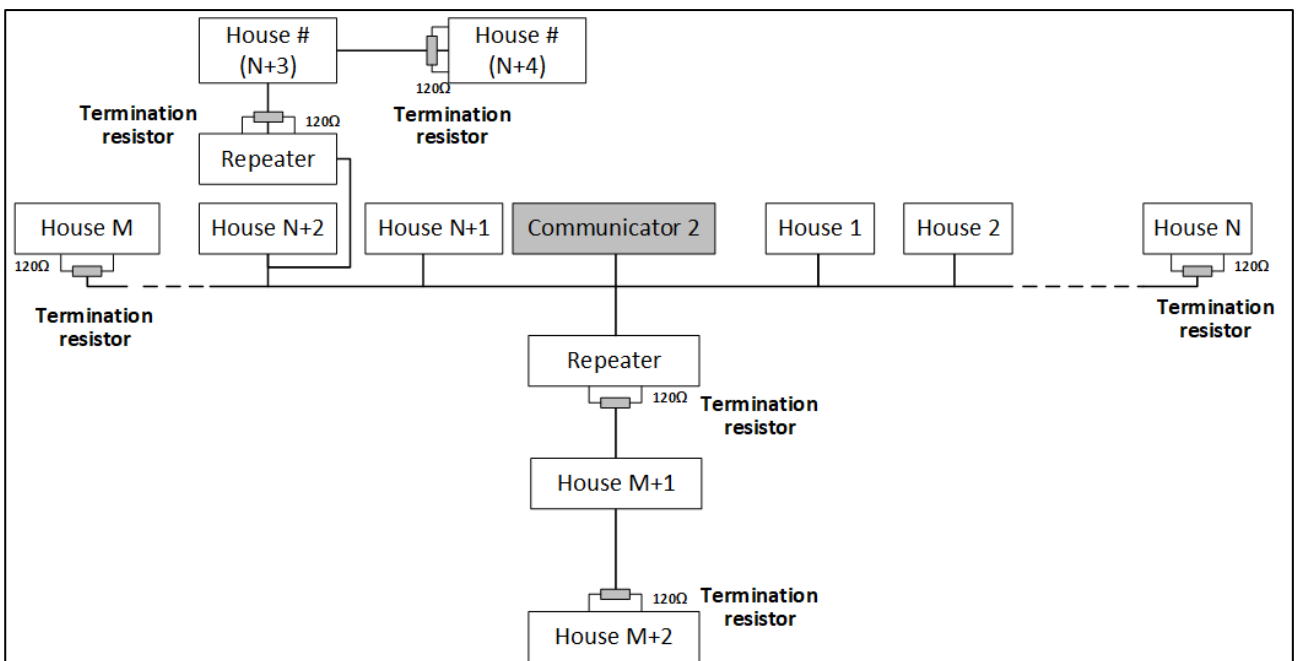 House #
(N+3)
House #
(N+4)
120Ω
Termination
resistor
120Ω
Termination
resistor
Repeater
House M
House N+2
House N+1
Communicator 2
House 1
House 2
House N
120Ω
120Ω
Termination
resistor
Termination
resistor
Repeater
120Ω
Termination
resistor
House M+1
120Ω
Termination
resistor
House M+2